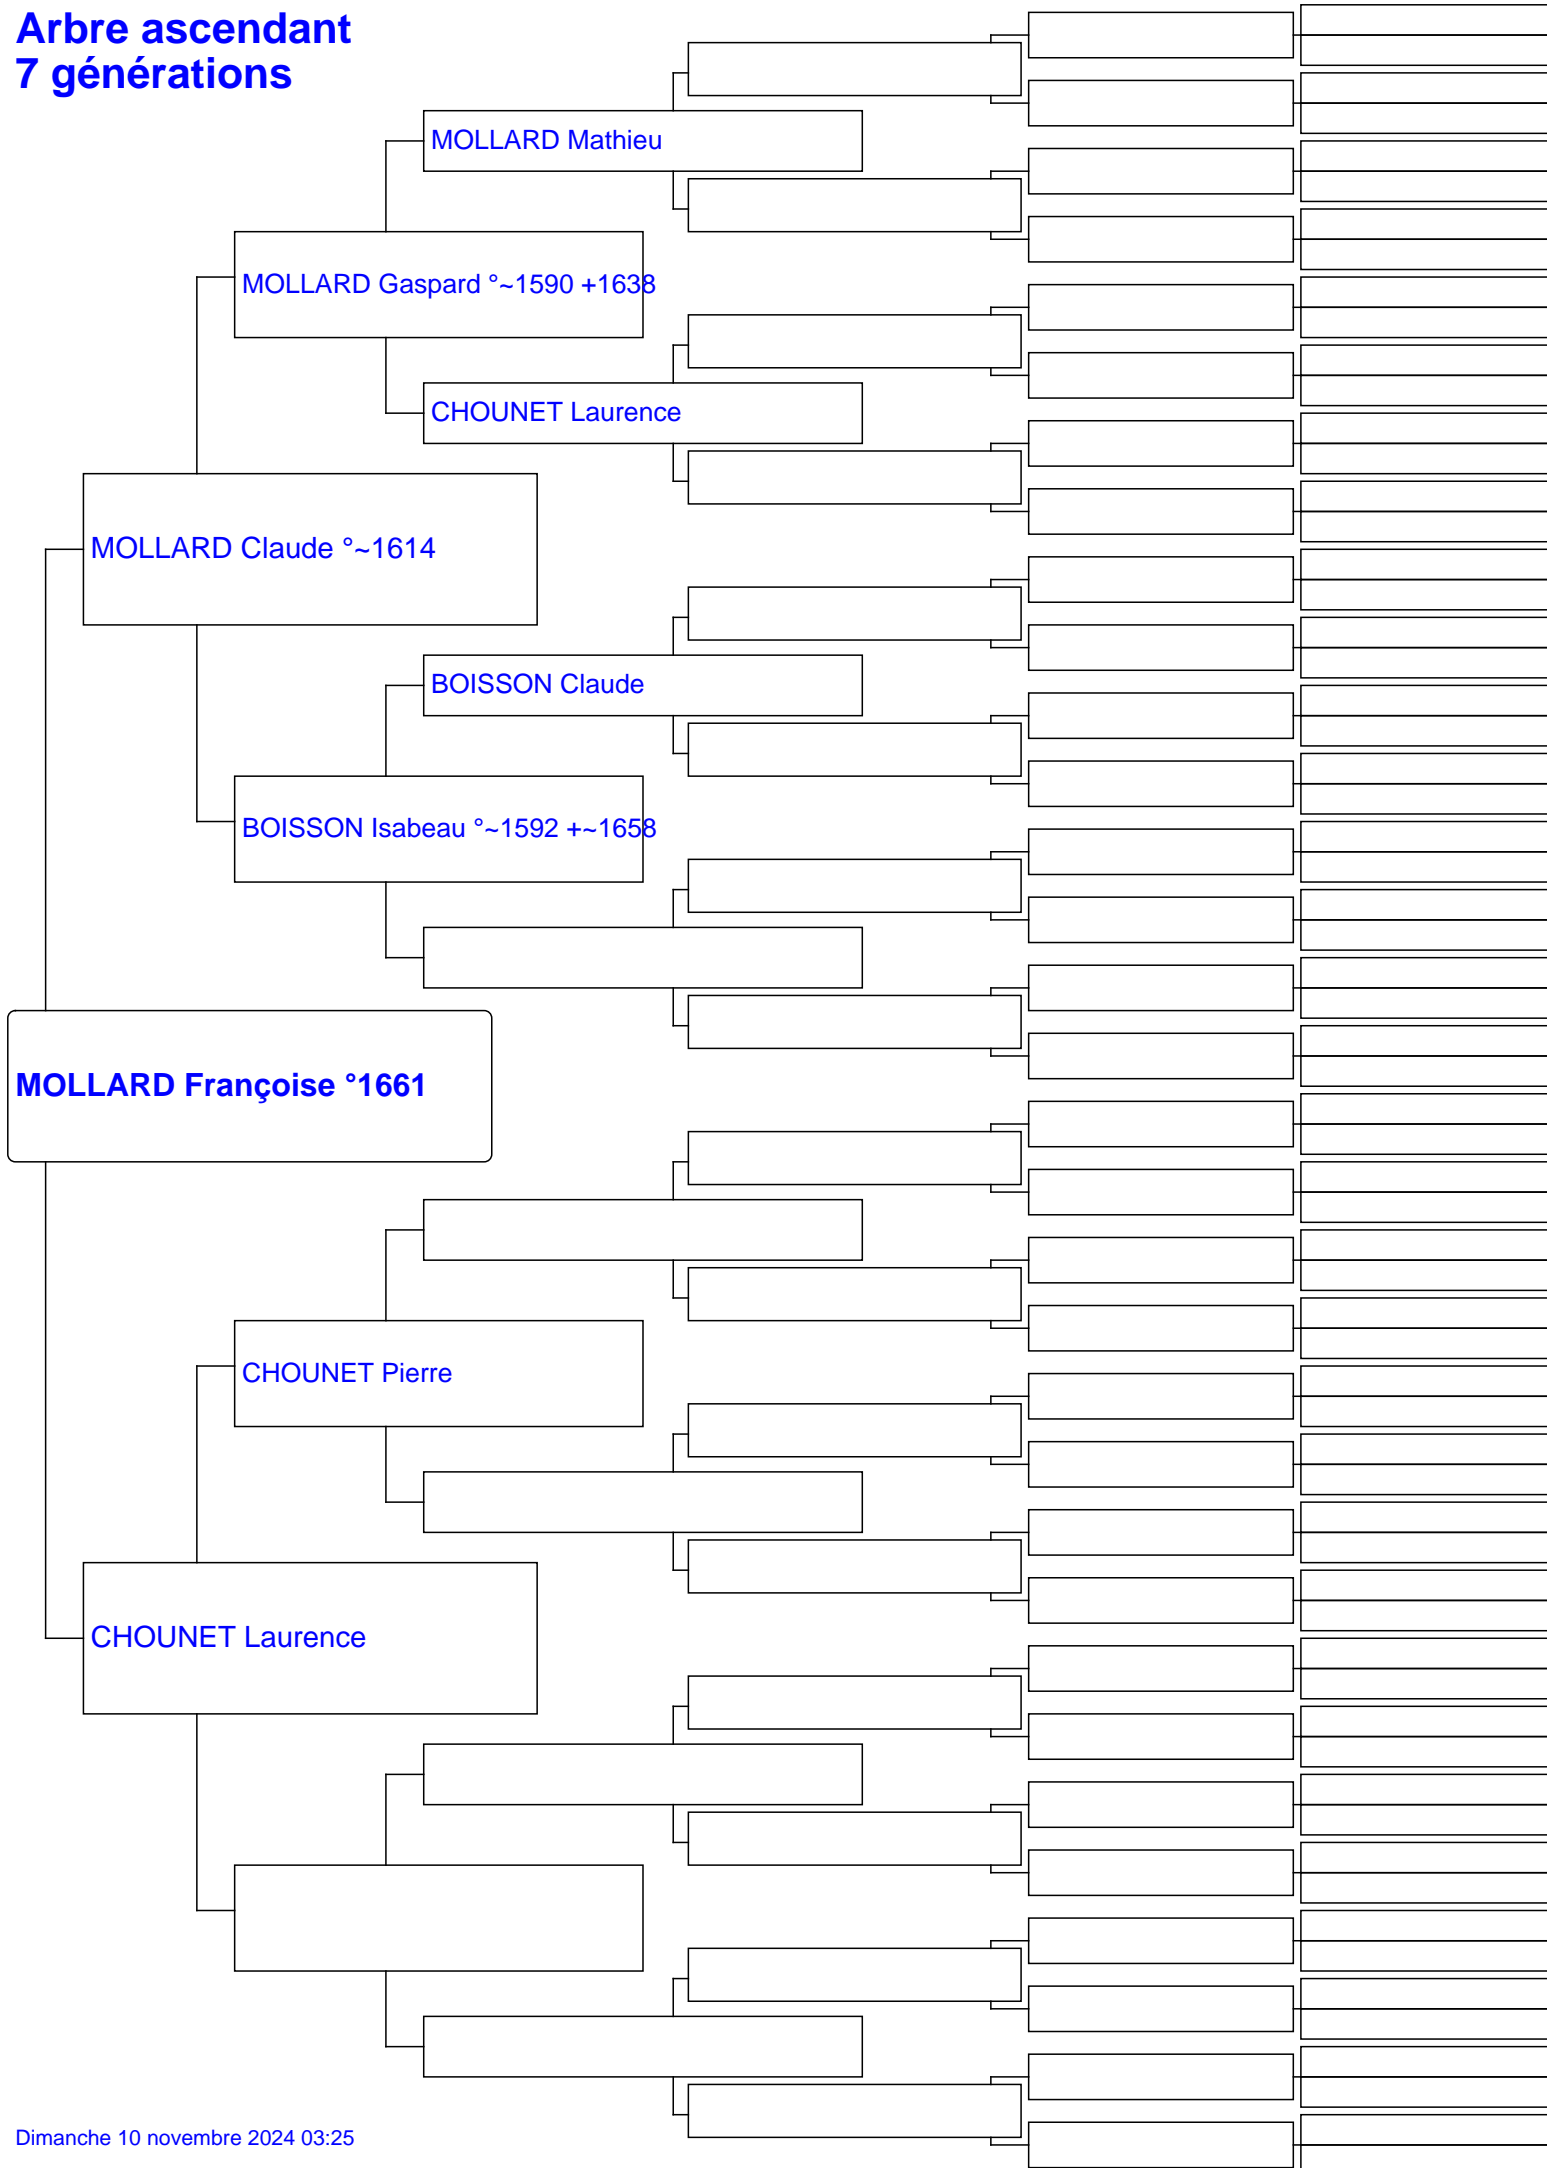 Arbre ascendant
7 générations
MOLLARD Mathieu
MOLLARD Gaspard °~1590 +1638
CHOUNET Laurence
MOLLARD Claude °~1614
BOISSON Claude
BOISSON Isabeau °~1592 +~1658
MOLLARD Françoise °1661
CHOUNET Pierre
CHOUNET Laurence
Dimanche 10 novembre 2024 03:25